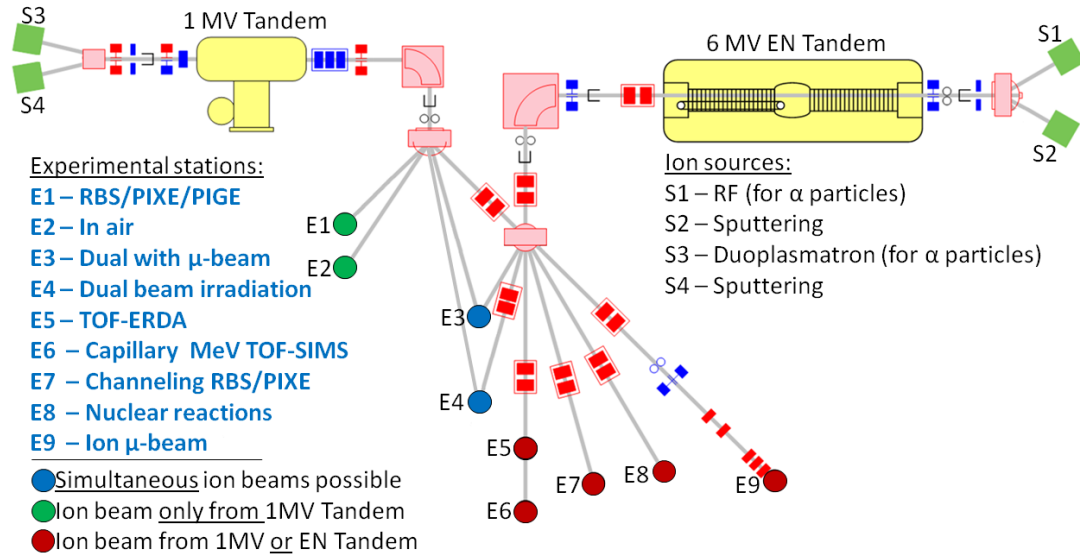 S3
1 MV Tandem
S4
6 MV EN Tandem
S1
S2
Experimental stations:
E1 – RBS/PIXE/PIGE
E2 – In air
E3 – Dual with μ-beam
E4 – Dual beam irradiation
E5 – TOF-ERDA
E6 – Capillary MeV TOF-SIMS
E7 – Channeling RBS/PIXE
E8 – Nuclear reactions
E9 – Ion μ-beam
Simultaneous ion beams possible
Ion beam only from 1MV Tandem
Ion beam from 1MV or EN Tandem
Ion sources:
S1 – RF (for α particles)
S2 – Sputtering
S3 – Duoplasmatron (for α particles)
S4 – Sputtering
E1
E2
E3
E4
E5
E6
E7
E8
E9